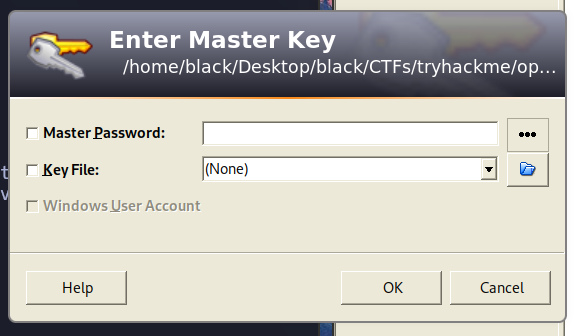 Enter Master Key
/home/black/Desktop/black/CTFs/tryhackme/op...
Master Password:
•••
Key File:
(None)
Windows User Account
Help
OK
Cancel